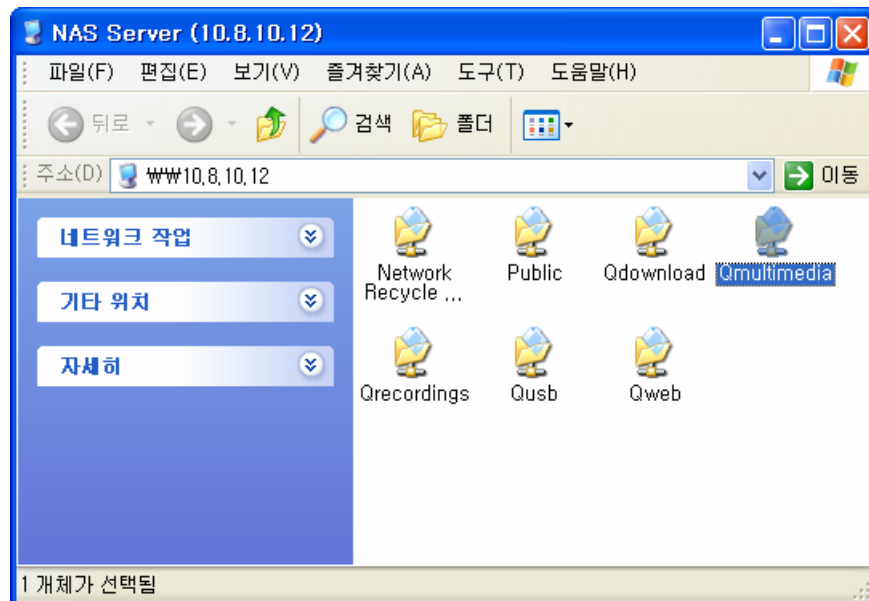 NAS Server (10.8.10.12)
파일(F) 편집(E) 보기(V) 즐겨찾기(A) 도구(T) 도움말(H)
뒤로 검색 폴더
주소(D) ₩₩10.8.10.12 이동
네트워크 작업
기타 위치
자세히
Network Recycle ...
Public
Qdownload
Qmultimedia
Qrecordings
Qusb
Qweb
1 개체가 선택됨